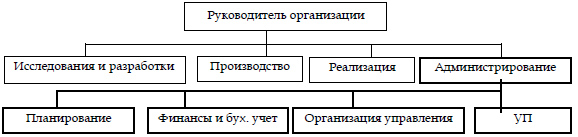 Руководитель организации
Исследования и разработки
Производство
Реализация
Администрирование
Планирование
Финансы и бух. учет
Организация управления
УП